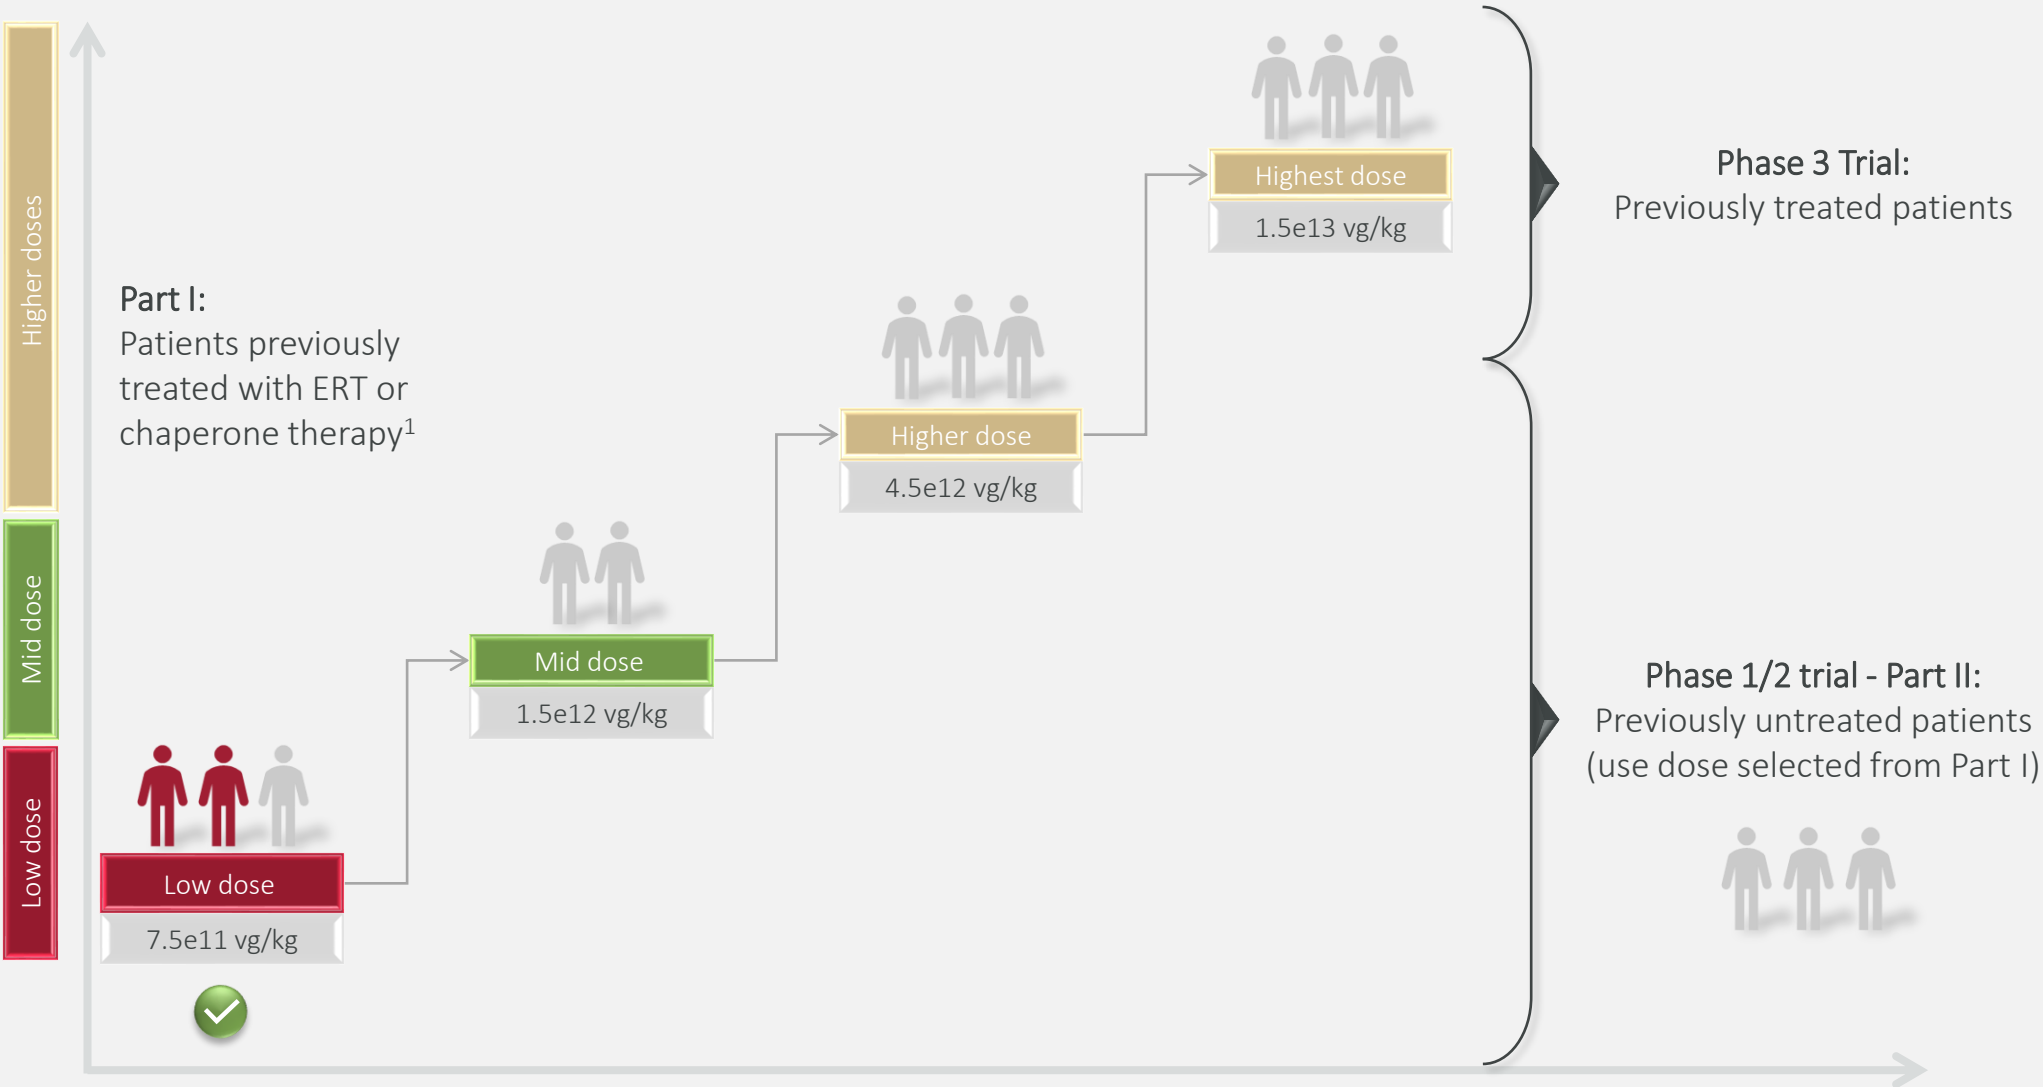 Higher doses
Mid dose
Low dose
Part I:
Patients previously
treated with ERT or
chaperone therapy1
Low dose
7.5e11 vg/kg
Mid dose
1.5e12 vg/kg
Higher dose
4.5e12 vg/kg
Highest dose
1.5e13 vg/kg
Phase 3 Trial:
Previously treated patients
Phase 1/2 trial - Part II:
Previously untreated patients
(use dose selected from Part I)